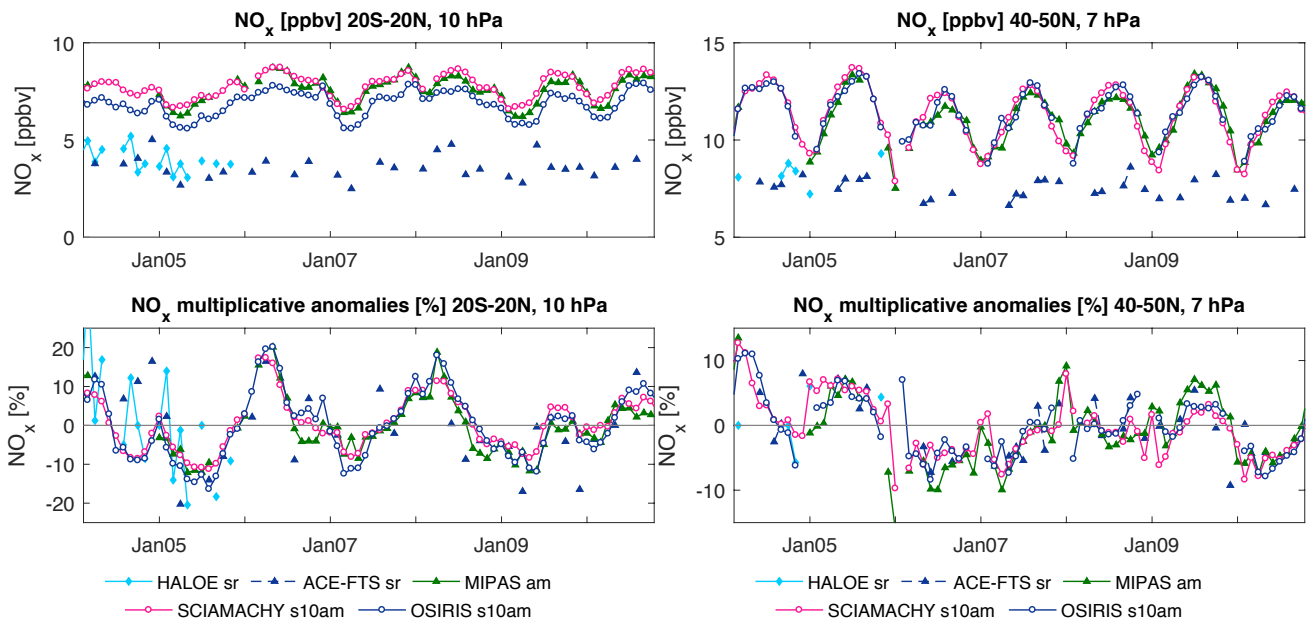 NOx [ppbv] 20S-20N, 10 hPa
NOx [ppbv]
10
5
0
Jan05 Jan07 Jan09
NOx [ppbv] 40-50N, 7 hPa
NOx [ppbv]
15
10
5
Jan05 Jan07 Jan09
NOx multiplicative anomalies [%] 20S-20N, 10 hPa
NOx [%]
20
10
0
-10
-20
Jan05 Jan07 Jan09
NOx multiplicative anomalies [%] 40-50N, 7 hPa
NOx [%]
10
0
-10
Jan05 Jan07 Jan09
HALOE sr ACE-FTS sr MIPAS am
SCIAMACHY s10am OSIRIS s10am
HALOE sr ACE-FTS sr MIPAS am
SCIAMACHY s10am OSIRIS s10am